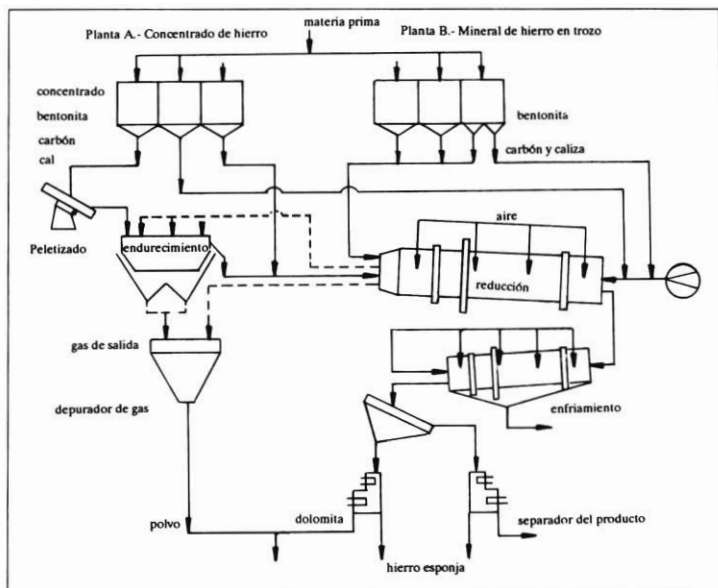 materia prima
Planta A.- Concentrado de hierro
Planta B.- Mineral de hierro en trozo
concentrado
bentonita
carbón
cal
bentonita
carbón y caliza
Peletizado
endurecimiento
aire
reducción
gas de salida
depurador de gas
enfriamiento
polvo
dolomita
separador del producto
hierro esponja